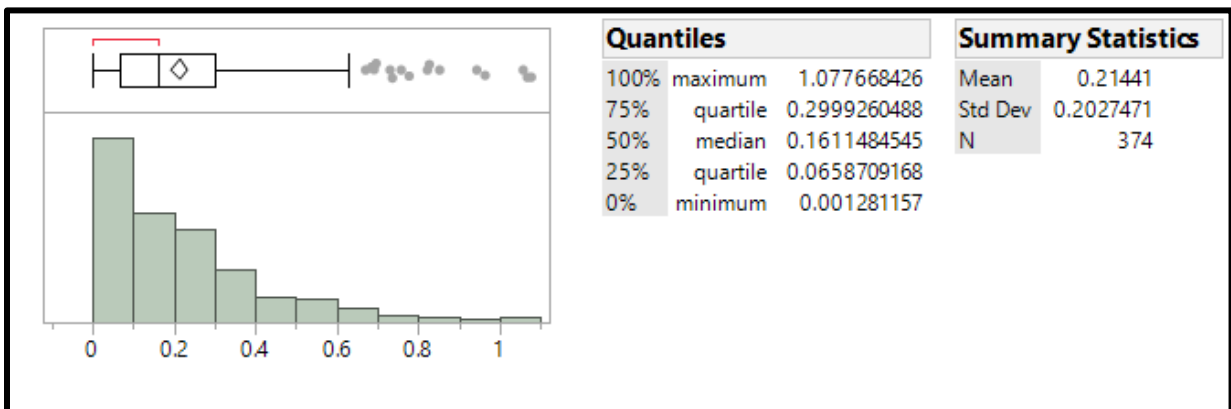 Quantiles
100% maximum 1.077668426
75% quartile 0.2999260488
50% median 0.1611484545
25% quartile 0.0658709168
0% minimum 0.001281157
Summary Statistics
Mean 0.21441
Std Dev 0.2027471
N 374
0 0.2 0.4 0.6 0.8 1